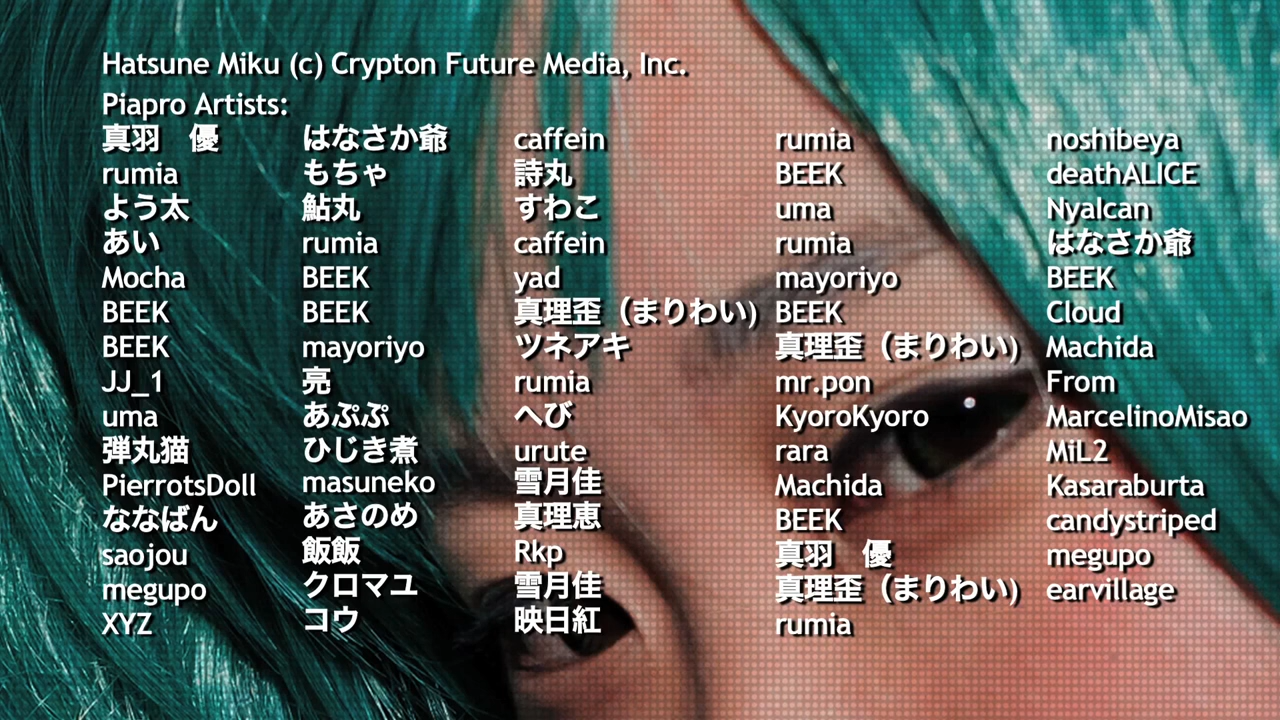 Hatsune Miku (c) Crypton Future Media, Inc.
Piapro Artists:
真羽　優
rumia
よう太
あい
Mocha
BEEK
BEEK
JJ_1
uma
弾丸猫
PierrotsDoll
ななばん
saojou
megupo
XYZ
はなさか爺
もちゃ
鮎丸
rumia
BEEK
BEEK
mayoriyo
亮
あぷぷ
ひじき煮
masuneko
あさのめ
飯飯
クロマユ
コウ
caffein
詩丸
すわこ
caffein
yad
真理歪（まりわい)
ツネアキ
rumia
へび
urute
雪月佳
真理恵
Rkp
雪月佳
映日紅
rumia
BEEK
uma
rumia
mayoriyo
BEEK
真理歪（まりわい)
mr.pon
KyoroKyoro
rara
Machida
BEEK
真羽　優
真理歪（まりわい)
rumia
noshibeya
deathALICE
Nyalcan
はなさか爺
BEEK
Cloud
Machida
From
MarcelinoMisao
MiL2
Kasaraburta
candystriped
megupo
earvillage